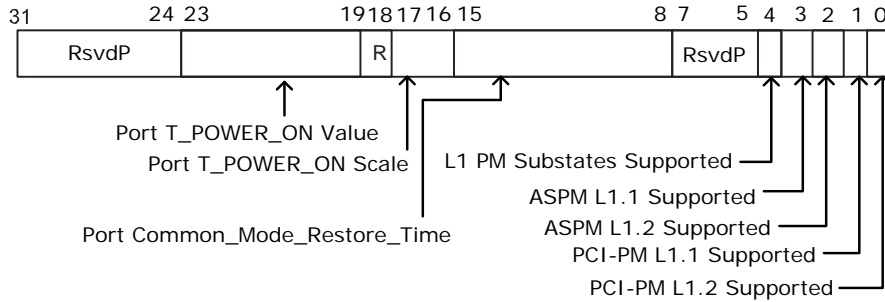 31 24 23 19 18 17 16 15 8 7 5 4 3 2 1 0
RsvdP R RsvdP
Port T_POWER_ON Value
Port T_POWER_ON Scale
L1 PM Substates Supported
ASPM L1.1 Supported
Port Common_Mode_Restore_Time
ASPM L1.2 Supported
PCI-PM L1.1 Supported
PCI-PM L1.2 Supported